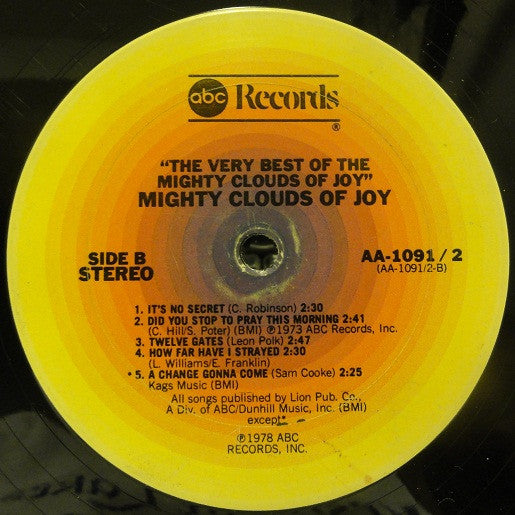 abc Records
®
"THE VERY BEST OF THE
MIGHTY CLOUDS OF JOY"
MIGHTY CLOUDS OF JOY
SIDE B
STEREO
AA-1091/2
(AA-1091/2-B)
1. IT'S NO SECRET (C. Robinson) 2:30
2. DID YOU STOP TO PRAY THIS MORNING 2:41
(C. Hill/S. Poter) (BMI) ℗1973 ABC Records, Inc.
3. TWELVE GATES (Leon Polk) 2:47
4. HOW FAR HAVE I STRAYED 2:30
(L. Williams/E. Franklin)
* 5. A CHANGE GONNA COME (Sam Cooke) 2:25
Kags Music (BMI)
All songs published by Lion Pub. Co.,
A Div. of ABC/Dunhill Music, Inc. (BMI)
except*
℗1978 ABC
RECORDS, INC.